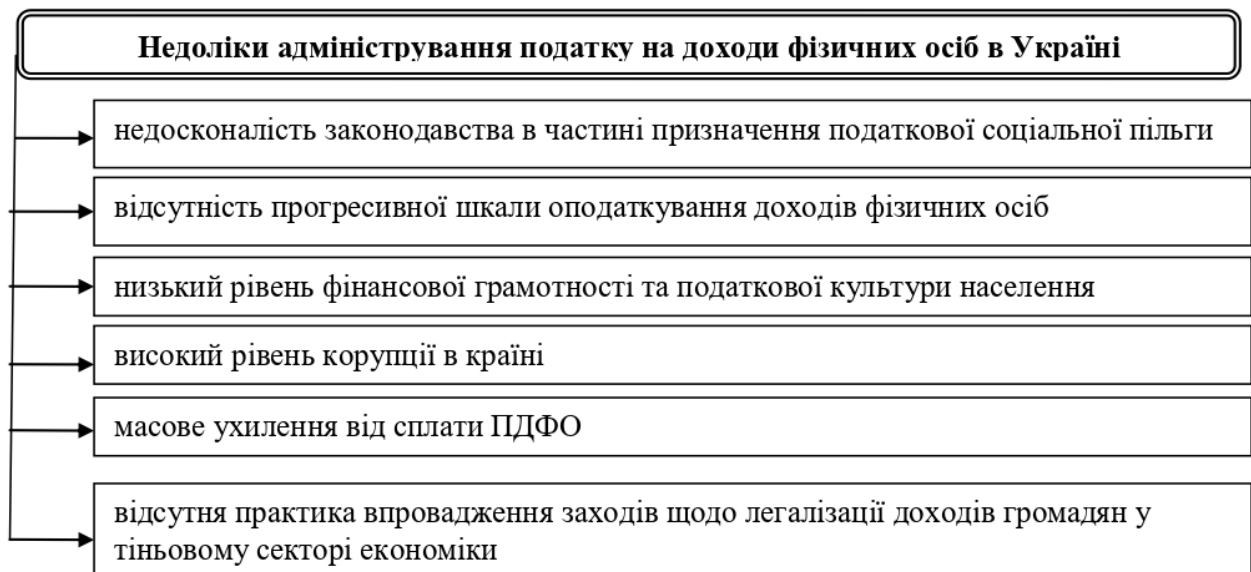 Недоліки адміністрування податку на доходи фізичних осіб в Україні
недосконалість законодавства в частині призначення податкової соціальної пільги
відсутність прогресивної шкали оподаткування доходів фізичних осіб
низький рівень фінансової грамотності та податкової культури населення
високий рівень корупції в країні
масове ухилення від сплати ПДФО
відсутня практика впровадження заходів щодо легалізації доходів громадян у
тіньовому секторі економіки